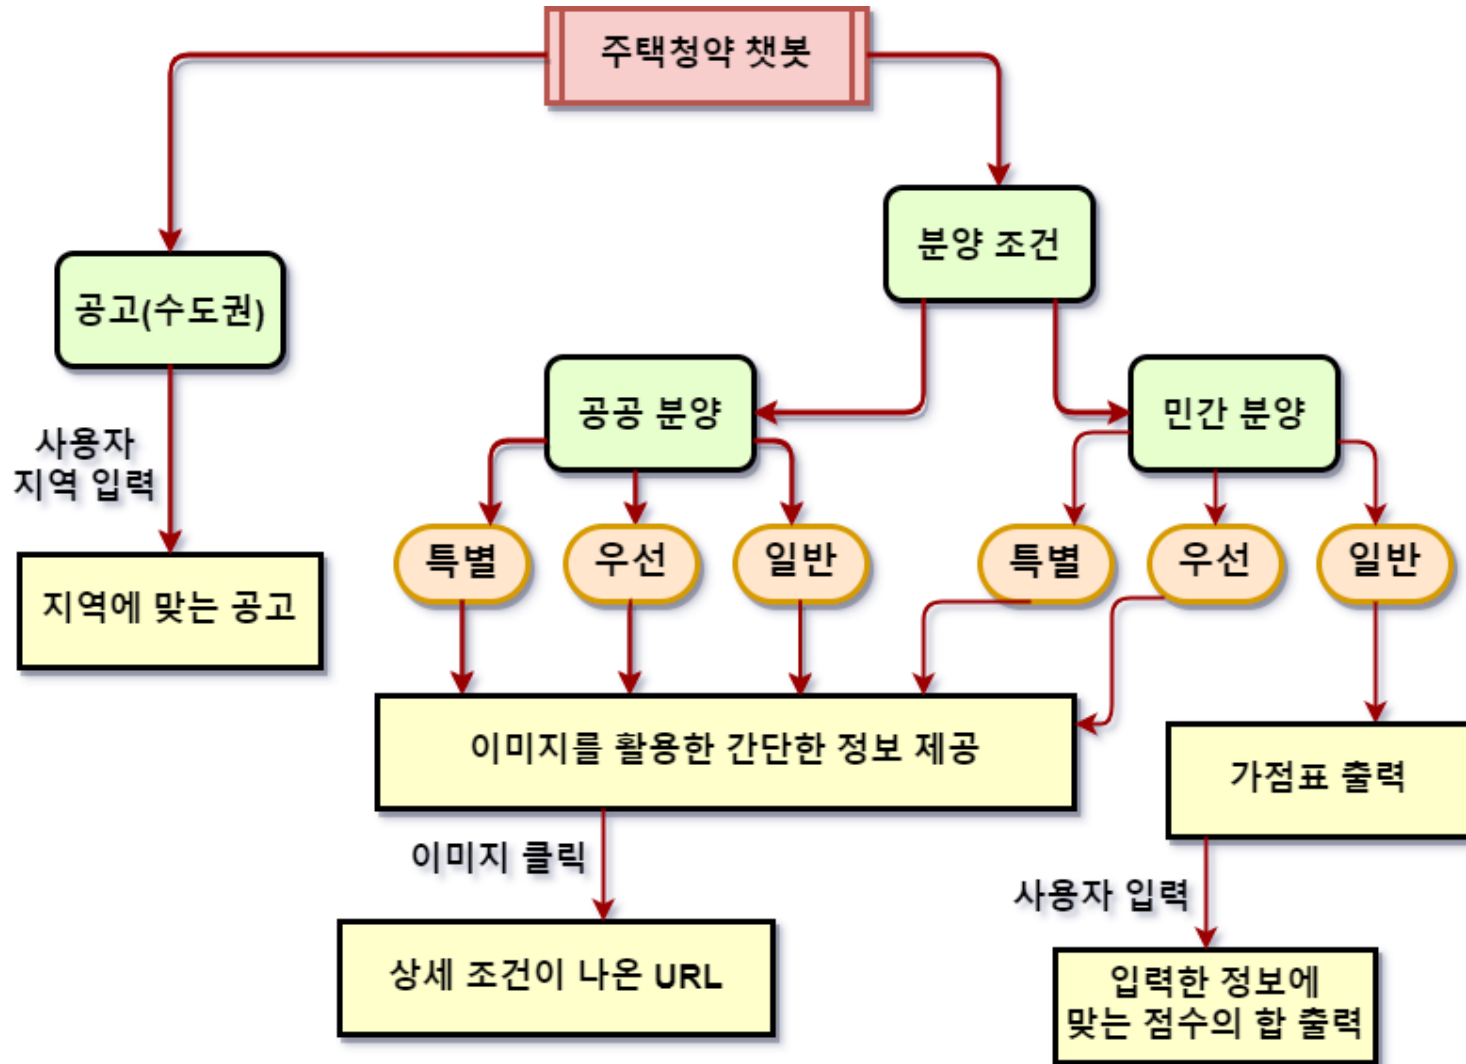 주택청약 챗봇
분양 조건
공고(수도권)
공공 분양
민간 분양
사용자
지역 입력
특별
우선
일반
특별
우선
일반
지역에 맞는 공고
이미지를 활용한 간단한 정보 제공
가점표 출력
이미지 클릭
사용자 입력
상세 조건이 나온 URL
입력한 정보에
맞는 점수의 합 출력